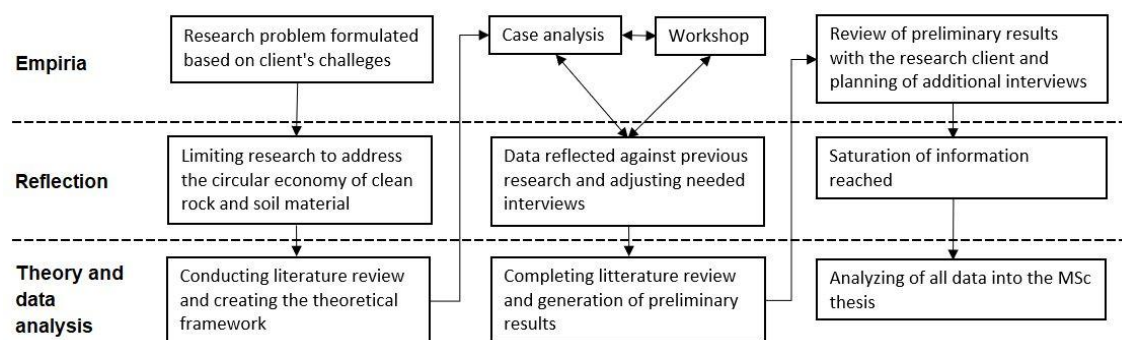 Empiria
Research problem formulated
based on client's challeges
Case analysis
Workshop
Review of preliminary results
with the research client and
planning of additional interviews
Reflection
Limiting research to address
the circular economy of clean
rock and soil material
Data reflected against previous
research and adjusting needed
interviews
Saturation of information
reached
Theory and
data
analysis
Conducting literature review
and creating the theoretical
framework
Completing litterature review
and generation of preliminary
results
Analyzing of all data into the MSc
thesis